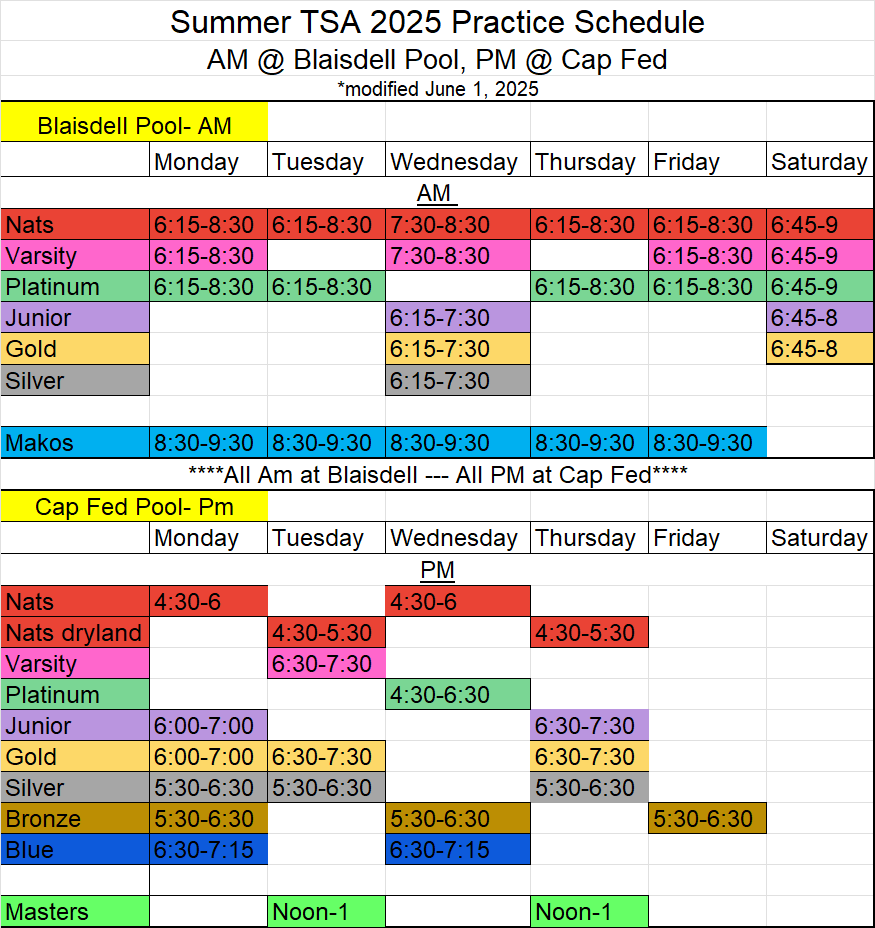 Summer TSA 2025 Practice Schedule
AM @ Blaisdell Pool, PM @ Cap Fed
*modified June 1, 2025
Blaisdell Pool- AM
Monday Tuesday Wednesday Thursday Friday Saturday
AM
Nats 6:15-8:30 6:15-8:30 7:30-8:30 6:15-8:30 6:15-8:30 6:45-9
Varsity 6:15-8:30 7:30-8:30 6:15-8:30 6:45-9
Platinum 6:15-8:30 6:15-8:30 6:15-8:30 6:15-8:30 6:45-9
Junior 6:15-7:30 6:45-8
Gold 6:15-7:30 6:45-8
Silver 6:15-7:30
Makos 8:30-9:30 8:30-9:30 8:30-9:30 8:30-9:30 8:30-9:30
****All Am at Blaisdell --- All PM at Cap Fed****
Cap Fed Pool- Pm
Monday Tuesday Wednesday Thursday Friday Saturday
PM
Nats 4:30-6 4:30-6
Nats dryland 4:30-5:30 4:30-5:30
Varsity 6:30-7:30
Platinum 4:30-6:30
Junior 6:00-7:00 6:30-7:30
Gold 6:00-7:00 6:30-7:30 6:30-7:30
Silver 5:30-6:30 5:30-6:30 5:30-6:30
Bronze 5:30-6:30 5:30-6:30 5:30-6:30
Blue 6:30-7:15 6:30-7:15
Masters Noon-1 Noon-1